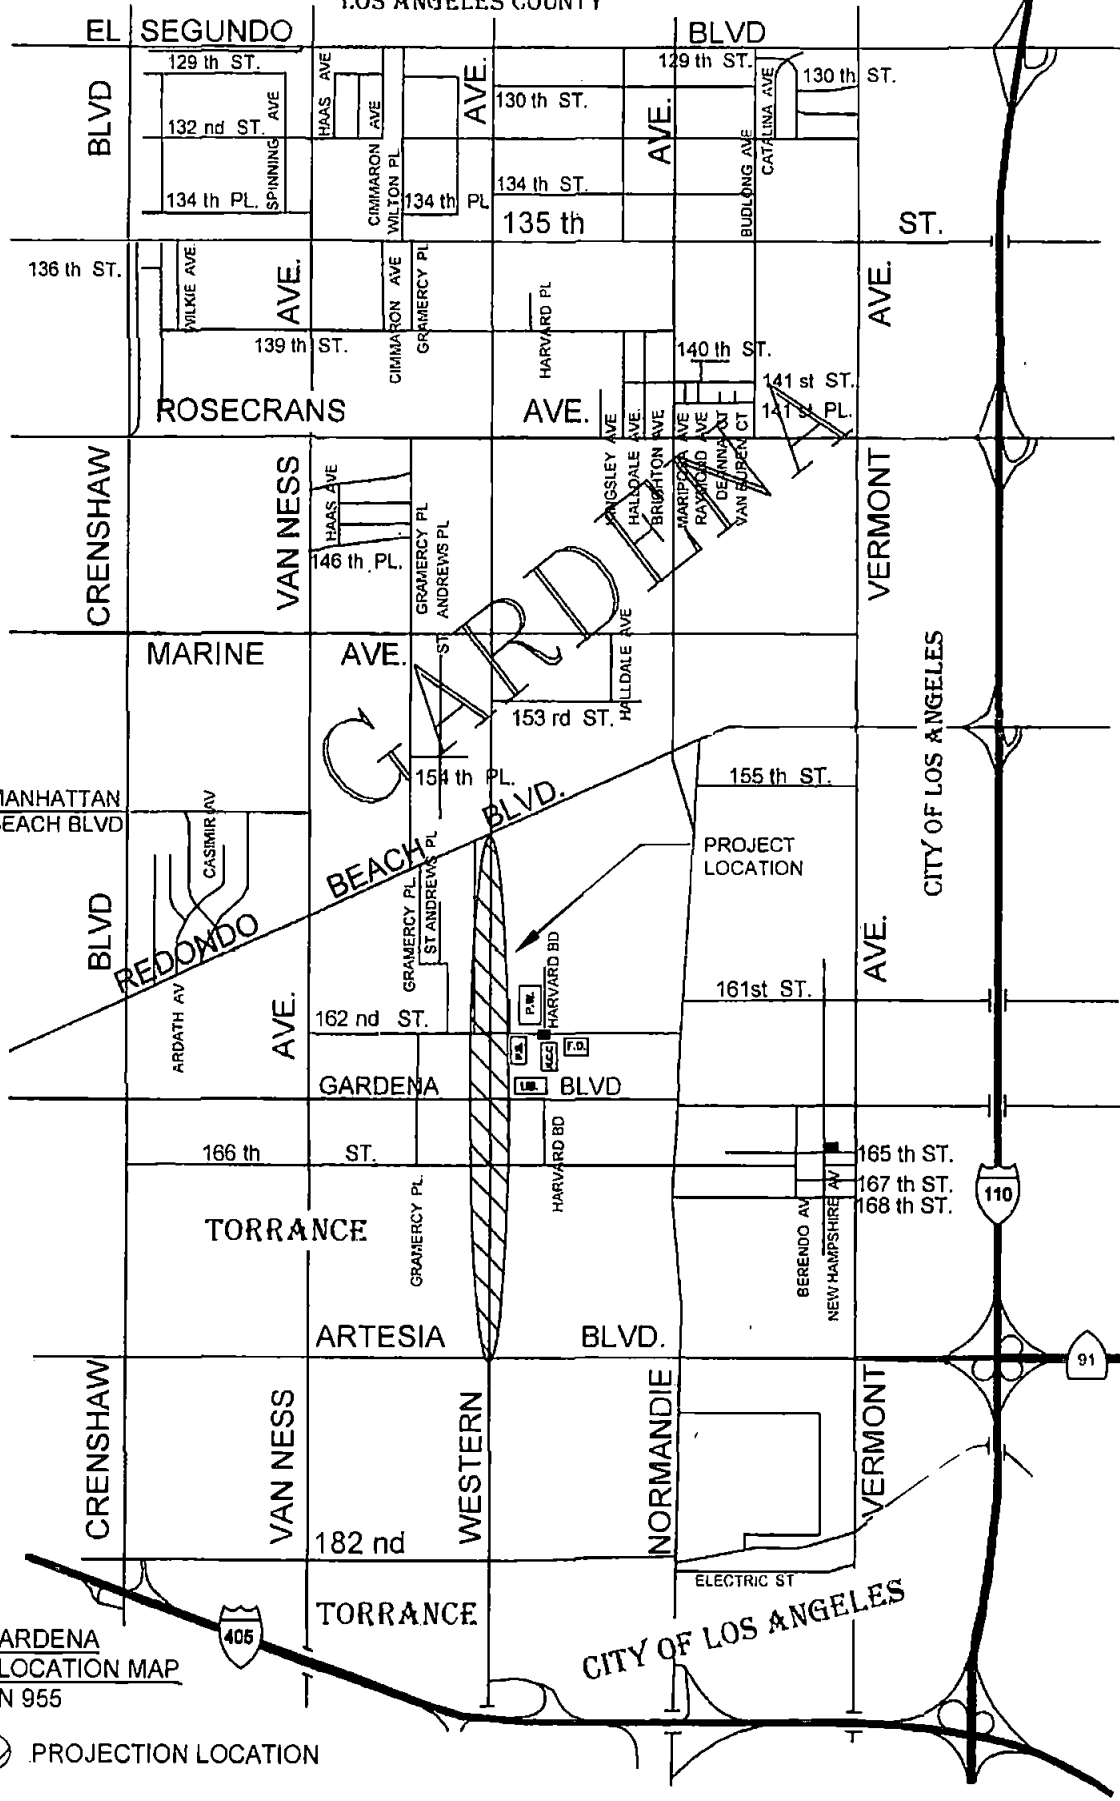 LOS ANGELES COUNTY
EL SEGUNDO BLVD
129 th ST.
129 th ST.
130 th ST.
130 th ST.
BLVD
SPINNING AVE
HAAS AVE
AVE
CIMMARON
WILTON PL
AVE.
AVE.
BUDLONG AVE
CATALINA AVE
132 nd ST.
134 th PL.
134 th PL
134 th ST.
135 th ST.
136 th ST.
WILKIE AVE.
AVE.
CIMMARON AVE
GRAMERCY PL
HARVARD PL
AVE.
139 th ST.
140 th ST.
141 st ST.
141 st PL.
ROSECRANS AVE.
KINGSLEY AVE
HALLDALE AVE.
BRIGHTON AVE
MARIPOSA AVE
RAYMOND AVE
DEANNA CT
VAN BUREN CT
CRENSHAW
VAN NESS
HAAS AVE
146 th PL.
GRAMERCY PL
ST. ANDREWS PL
VERMONT
GARDENA
MARINE AVE.
HALLDALE AVE
153 rd ST.
154 th PL.
155 th ST.
CITY OF LOS ANGELES
MANHATTAN
BEACH BLVD
CASIMIR AV
REDONDO BEACH BLVD.
PROJECT
LOCATION
BLVD
ARDATH AV
AVE.
GRAMERCY PL
ST ANDREWS PL
HARVARD BD
AVE.
P.W.
161st ST.
162 nd ST.
F.D.
GARDENA BLVD
166 th ST.
HARVARD BD
165 th ST.
167 th ST.
168 th ST.
110
TORRANCE
GRAMERCY PL.
BERENDO AV
NEW HAMPSHIRE AV
ARTESIA BLVD.
91
CRENSHAW
VAN NESS
WESTERN
NORMANDIE
VERMONT
182 nd
ELECTRIC ST
TORRANCE
CITY OF LOS ANGELES
405
ARDENA
LOCATION MAP
N 955
PROJECTION LOCATION